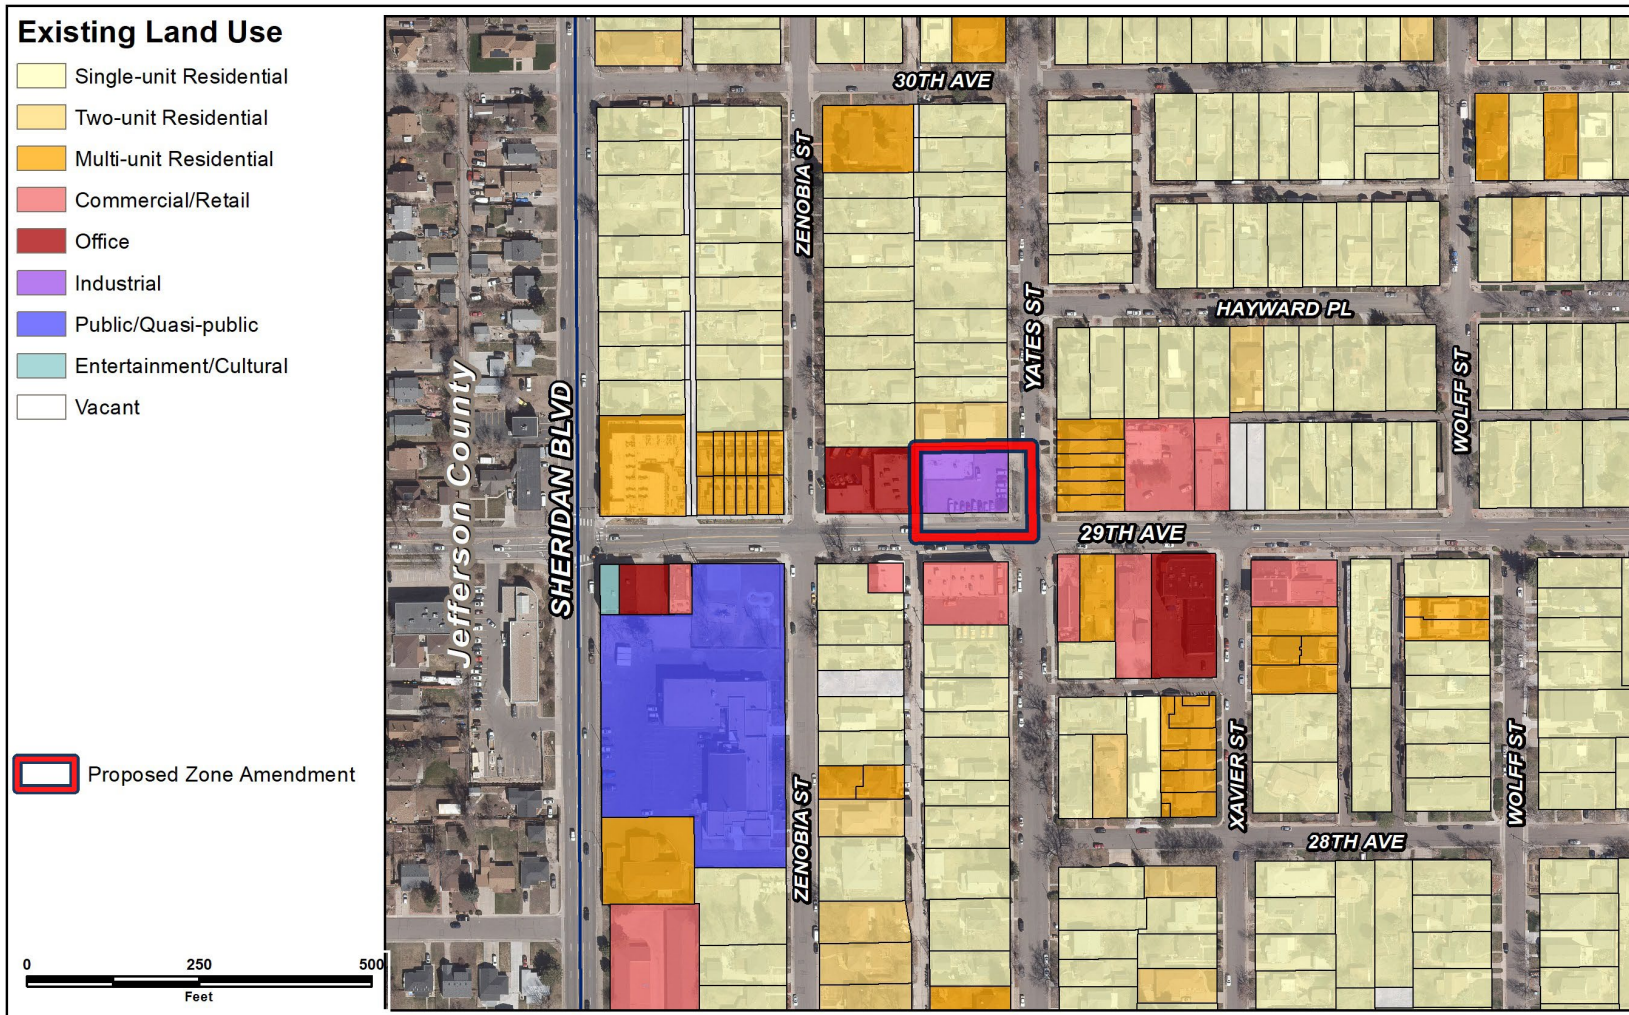 Existing Land Use
Single-unit Residential
Two-unit Residential
Multi-unit Residential
Commercial/Retail
Office
Industrial
Public/Quasi-public
Entertainment/Cultural
Vacant
Proposed Zone Amendment
0 250 500
Feet
30TH AVE
ZENOBIA ST
YATES ST
HAYWARD PL
WOLFF ST
Jefferson County
SHERIDAN BLVD
29TH AVE
ZENOBIA ST
XAVIER ST
WOLFF ST
28TH AVE